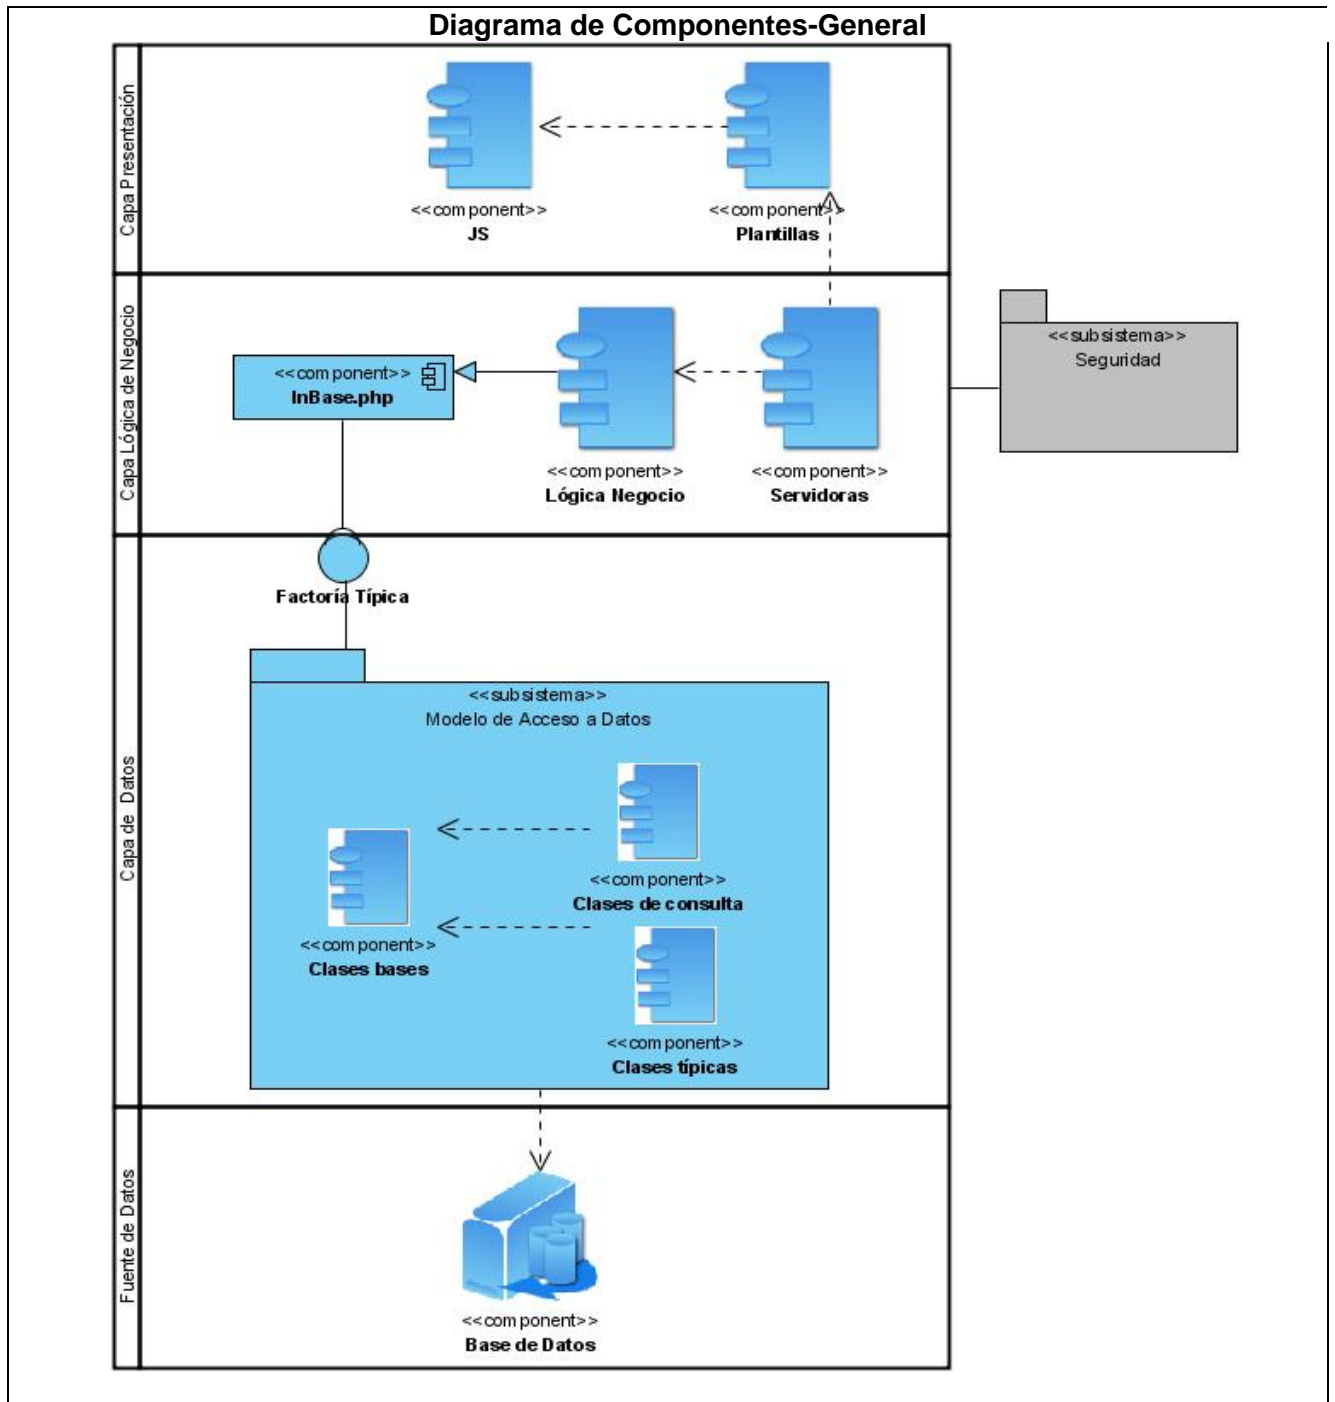 Diagrama de Componentes-General
Capa Presentación
<<component>>
JS
<<component>>
Plantillas
Capa Lógica de Negocio
<<component>>
InBase.php
<<component>>
Lógica Negocio
<<component>>
Servidoras
<<subsistema>>
Seguridad
Factoría Típica
Capa de Datos
<<subsistema>>
Modelo de Acceso a Datos
<<component>>
Clases de consulta
<<component>>
Clases bases
<<component>>
Clases típicas
Fuente de Datos
<<component>>
Base de Datos